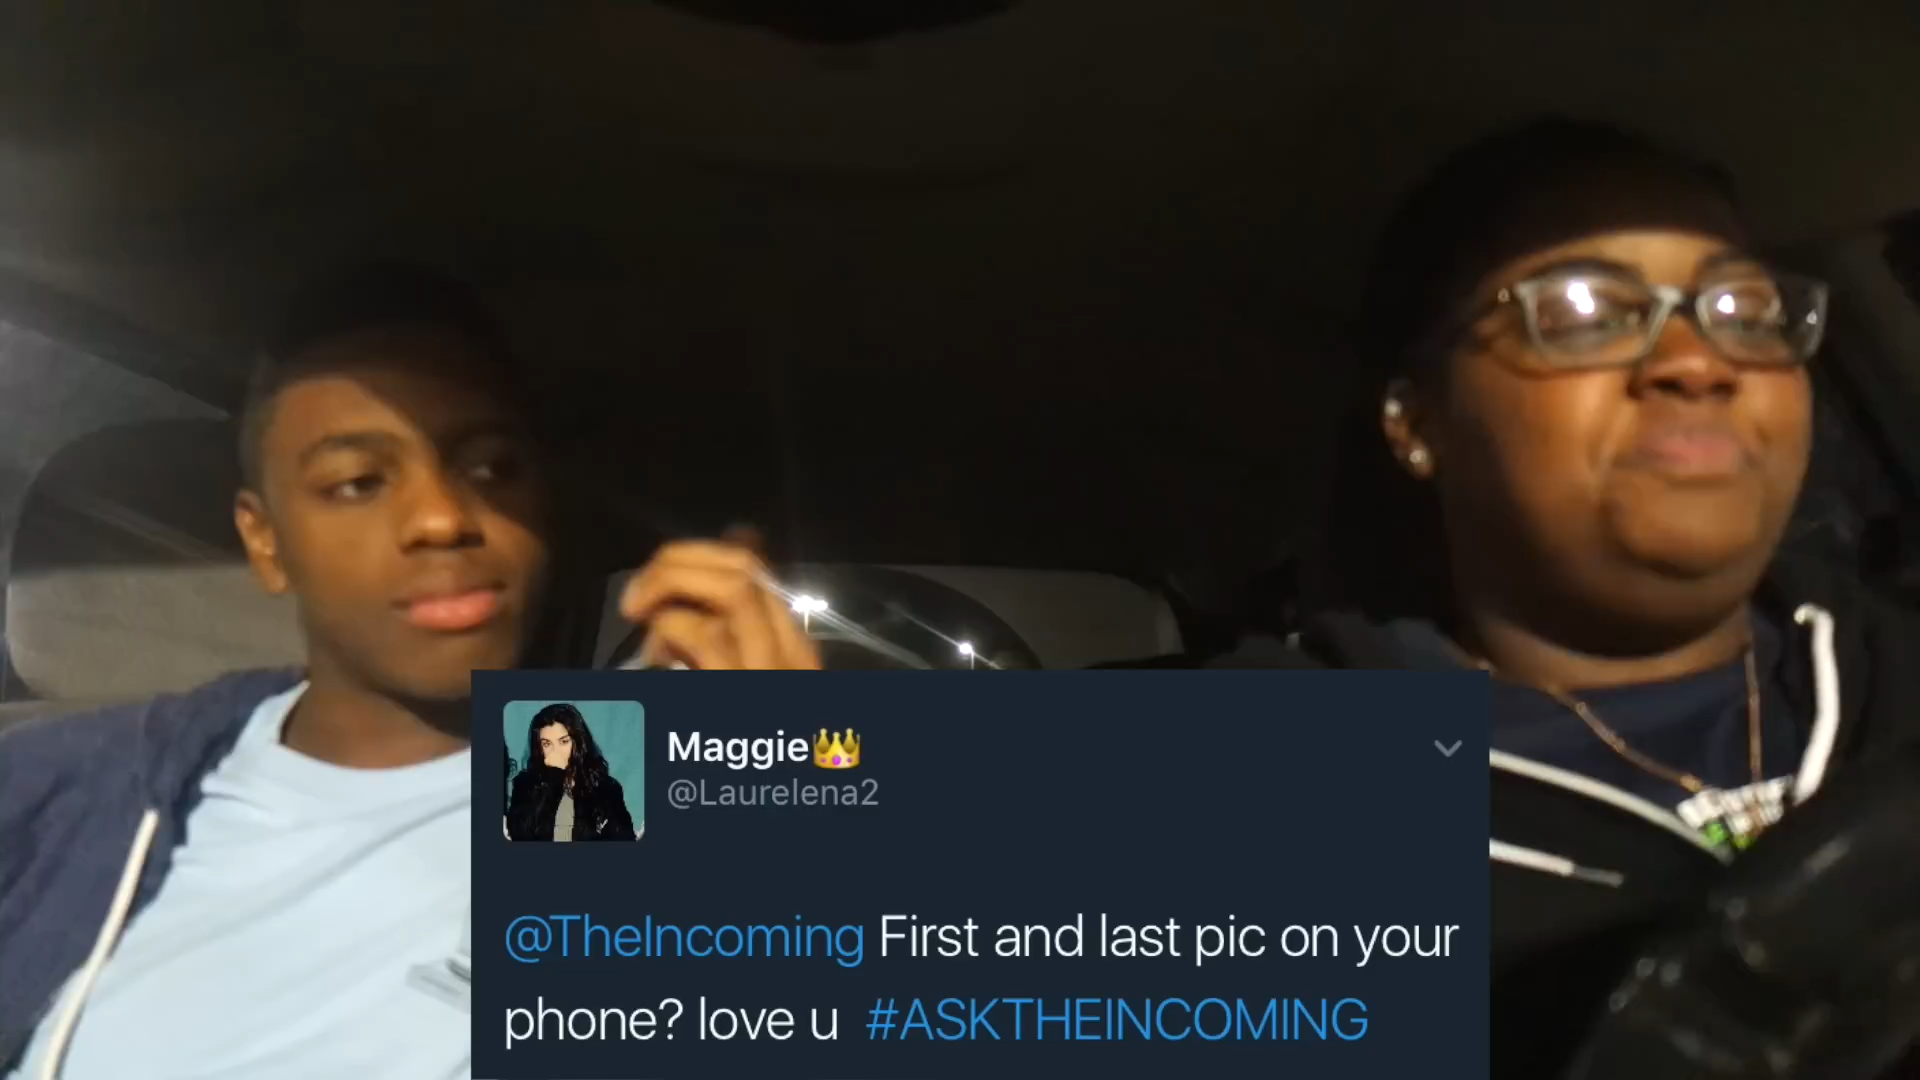 Maggie👑
@Laurelena2
@TheIncoming First and last pic on your
phone? love u #ASKTHEINCOMING